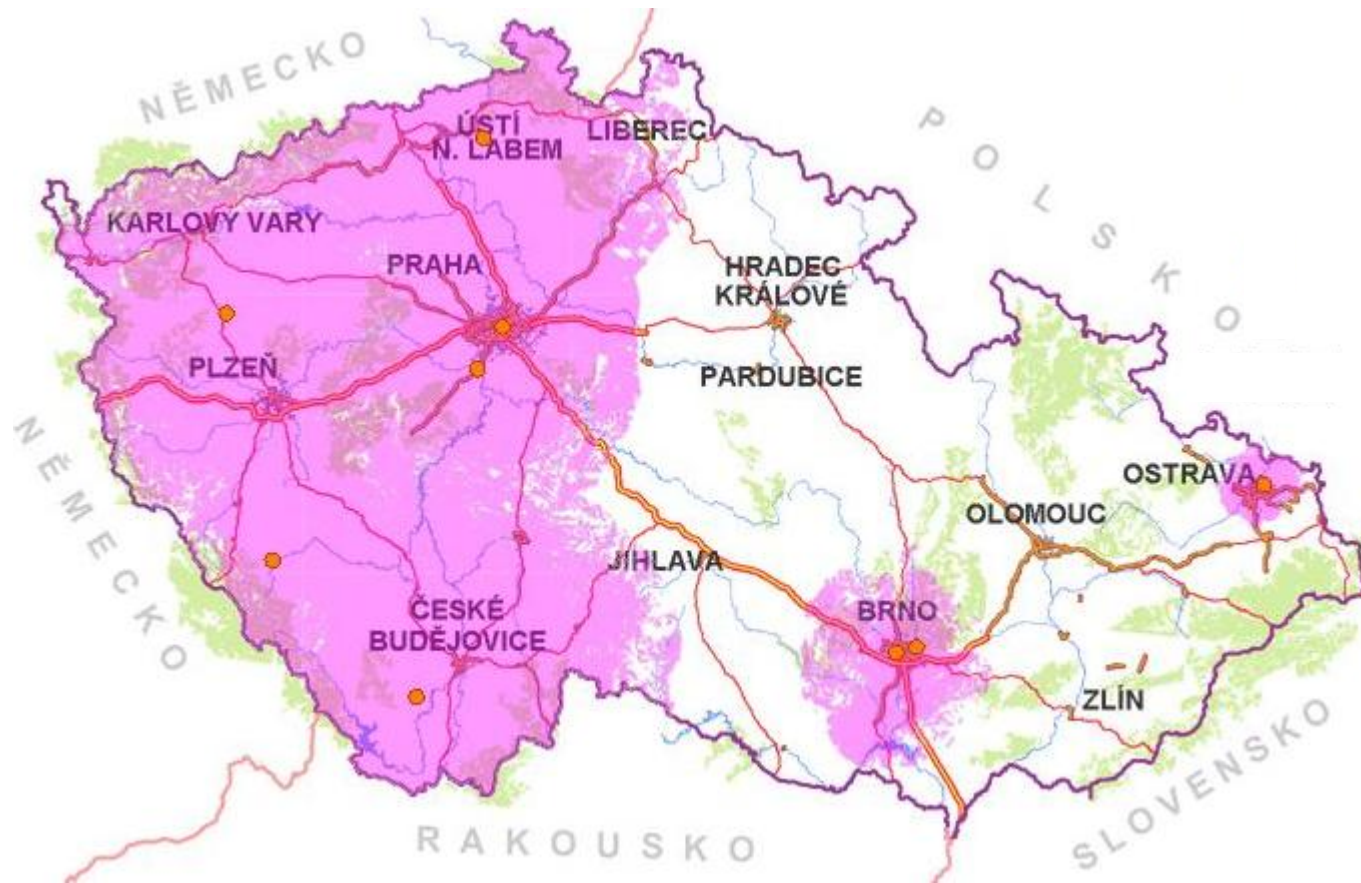 NĚMECKO
POLSKO
ÚSTÍ
N. LABEM
LIBEREC
KARLOVY VARY
PRAHA
HRADEC
KRÁLOVÉ
PLZEŇ
PARDUBICE
NĚMECKO
OSTRAVA
OLOMOUC
JIHLAVA
ČESKÉ
BUDĚJOVICE
BRNO
ZLÍN
SLOVENSKO
RAKOUSKO